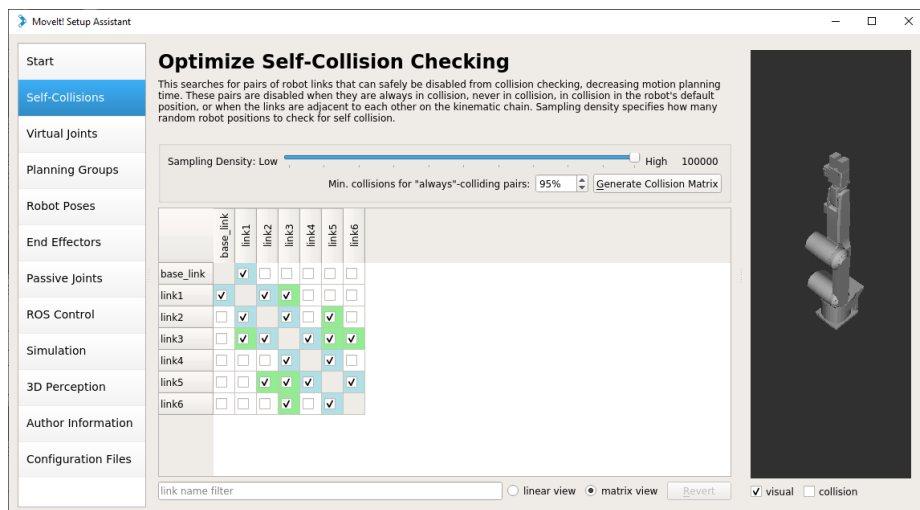 MoveIt! Setup Assistant
Start
Self-Collisions
Virtual Joints
Planning Groups
Robot Poses
End Effectors
Passive Joints
ROS Control
Simulation
3D Perception
Author Information
Configuration Files
Optimize Self-Collision Checking
This searches for pairs of robot links that can safely be disabled from collision checking, decreasing motion planning
time. These pairs are disabled when they are always in collision, never in collision, in collision in the robot's default
position, or when the links are adjacent to each other on the kinematic chain. Sampling density specifies how many
random robot positions to check for self collision.
Sampling Density: Low High 100000
Min. collisions for "always"-colliding pairs: 95% Generate Collision Matrix
base_link link1 link2 link3 link4 link5 link6
base_link
link1
link2
link3
link4
link5
link6
link name filter linear view matrix view Revert
visual collision